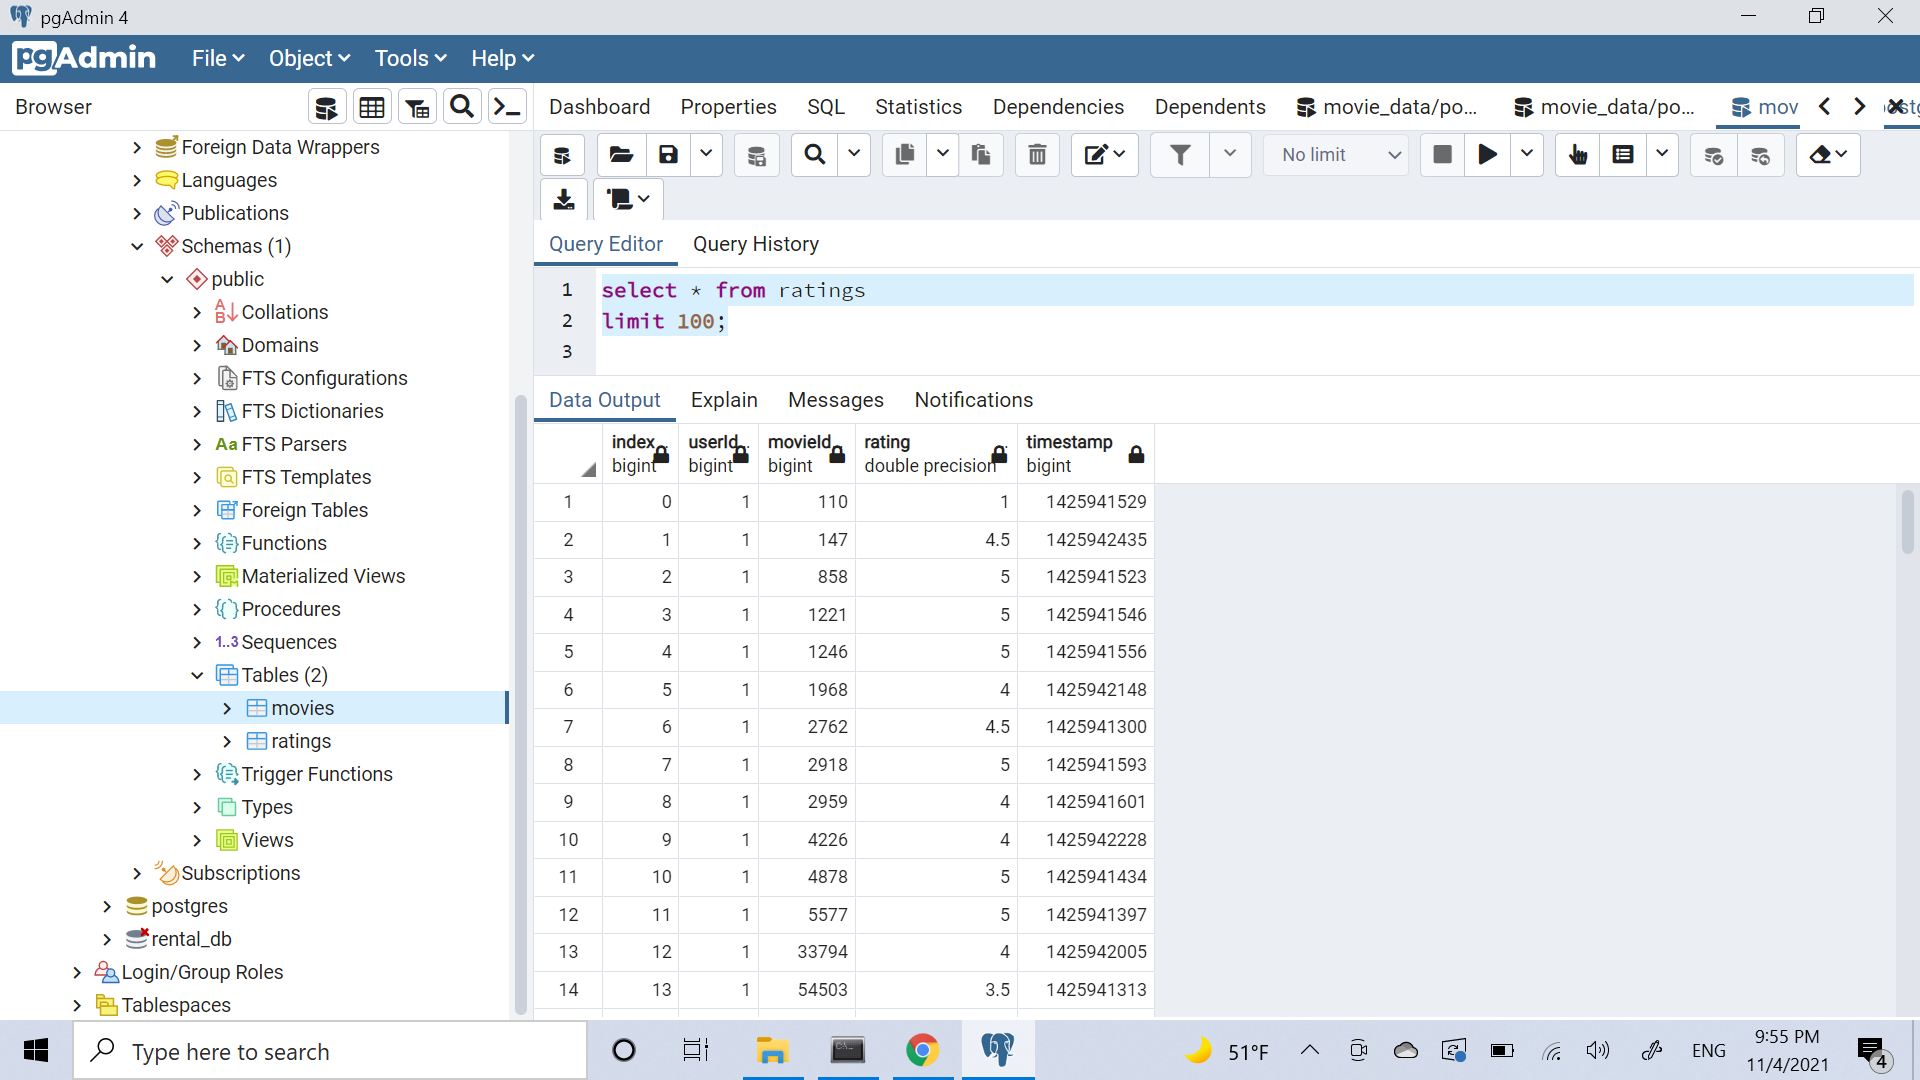 pgAdmin 4
pgAdmin File Object Tools Help
Browser
Dashboard Properties SQL Statistics Dependencies Dependents movie_data/po... movie_data/po... mov
Foreign Data Wrappers
Languages
Publications
Schemas (1)
public
Collations
Domains
FTS Configurations
FTS Dictionaries
Aa FTS Parsers
FTS Templates
Foreign Tables
Functions
Materialized Views
Procedures
1..3 Sequences
Tables (2)
movies
ratings
Trigger Functions
Types
Views
Subscriptions
postgres
rental_db
Login/Group Roles
Tablespaces
No limit
Query Editor Query History
1 select * from ratings
2 limit 100;
3
Data Output Explain Messages Notifications
index userId movieId rating timestamp
bigint bigint bigint double precision bigint
1 0 1 110 1 1425941529
2 1 1 147 4.5 1425942435
3 2 1 858 5 1425941523
4 3 1 1221 5 1425941546
5 4 1 1246 5 1425941556
6 5 1 1968 4 1425942148
7 6 1 2762 4.5 1425941300
8 7 1 2918 5 1425941593
9 8 1 2959 4 1425941601
10 9 1 4226 4 1425942228
11 10 1 4878 5 1425941434
12 11 1 5577 5 1425941397
13 12 1 33794 4 1425942005
14 13 1 54503 3.5 1425941313
Type here to search
51°F
ENG
9:55 PM
11/4/2021
4